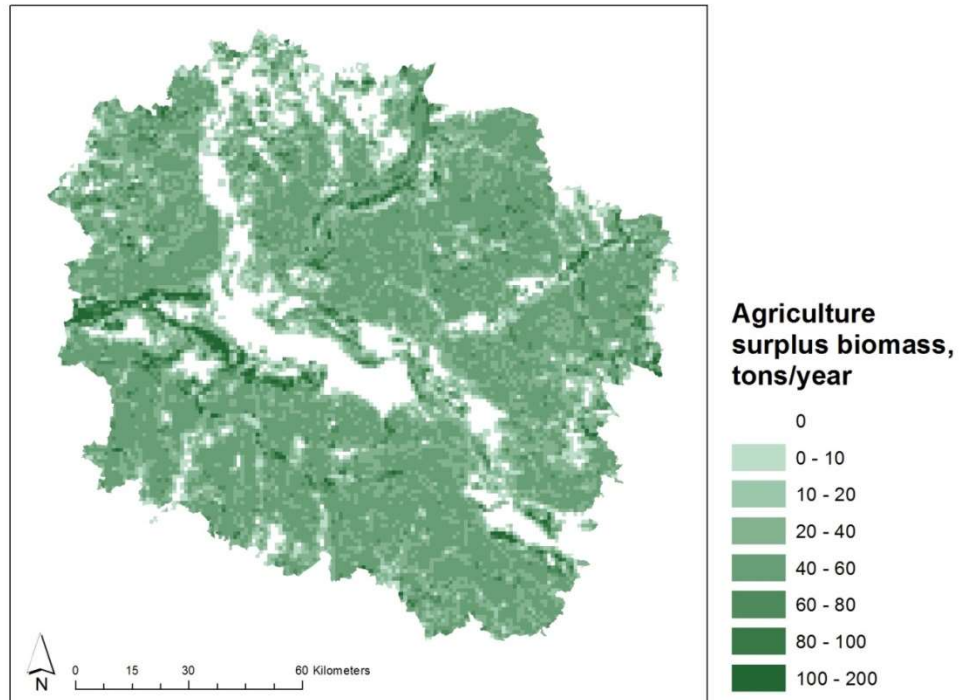 Agriculture
surplus biomass,
tons/year
0
0 - 10
10 - 20
20 - 40
40 - 60
60 - 80
80 - 100
100 - 200
N
0 15 30 60 Kilometers